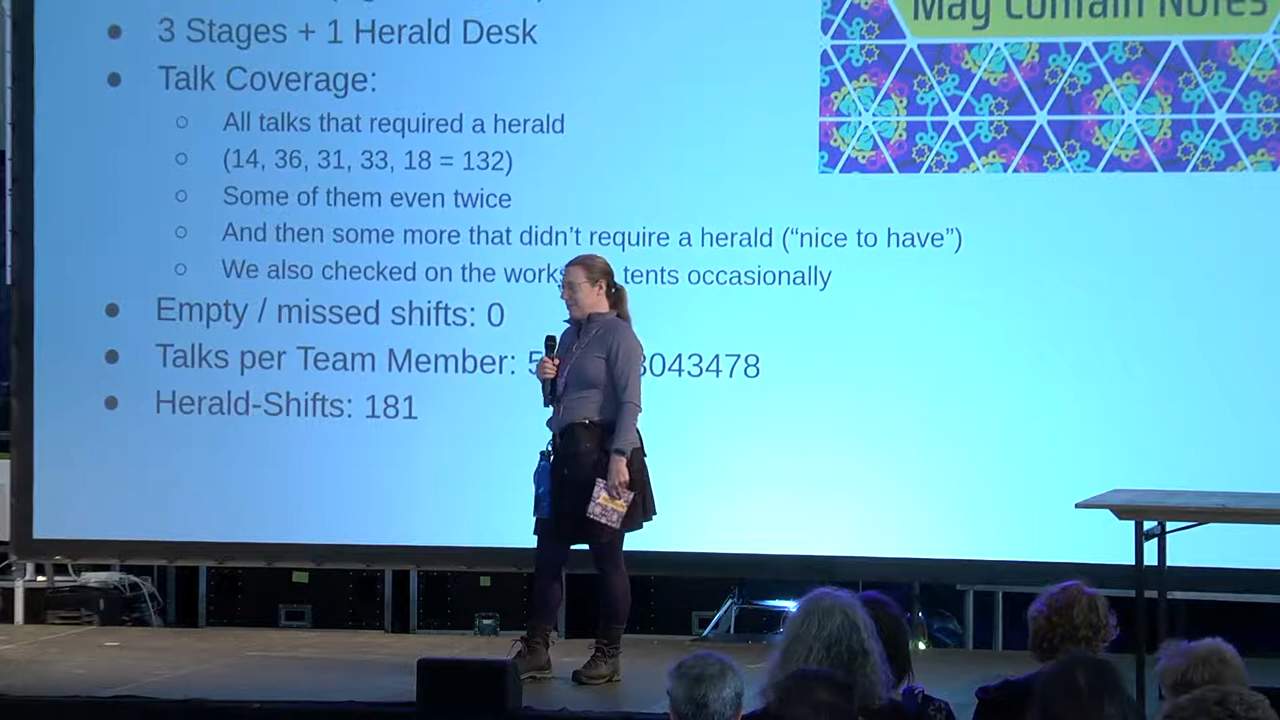 May Contain Notes
3 Stages + 1 Herald Desk
Talk Coverage:
All talks that required a herald
(14, 36, 31, 33, 18 = 132)
Some of them even twice
And then some more that didn’t require a herald (“nice to have”)
We also checked on the tents occasionally
Empty / missed shifts: 0
Talks per Team Member: 5 3043478
Herald-Shifts: 181